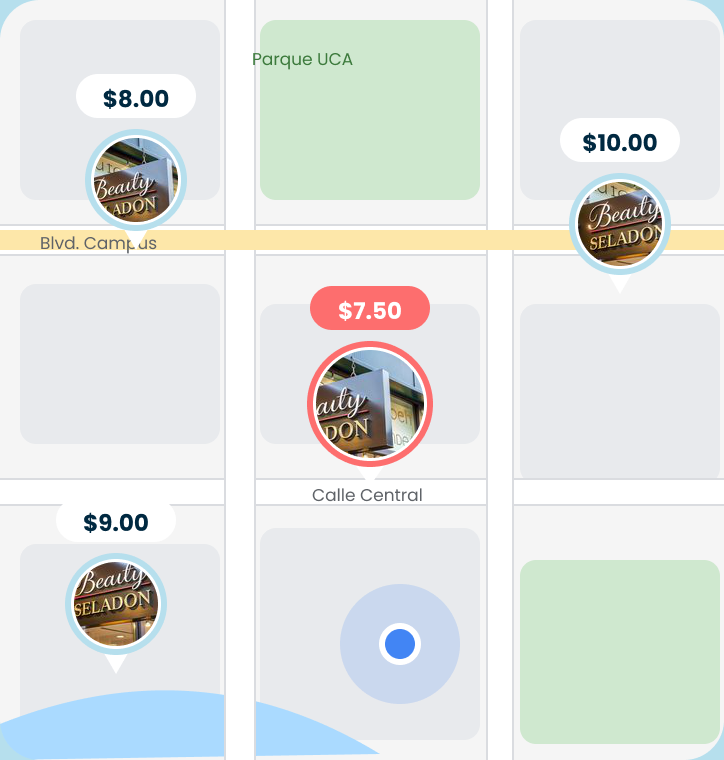 Parque UCA
$8.00
Beauty
SELADON
$10.00
Beauty
SELADON
Blvd. Campus
$7.50
Calle Central
$9.00
Beauty
SELADON